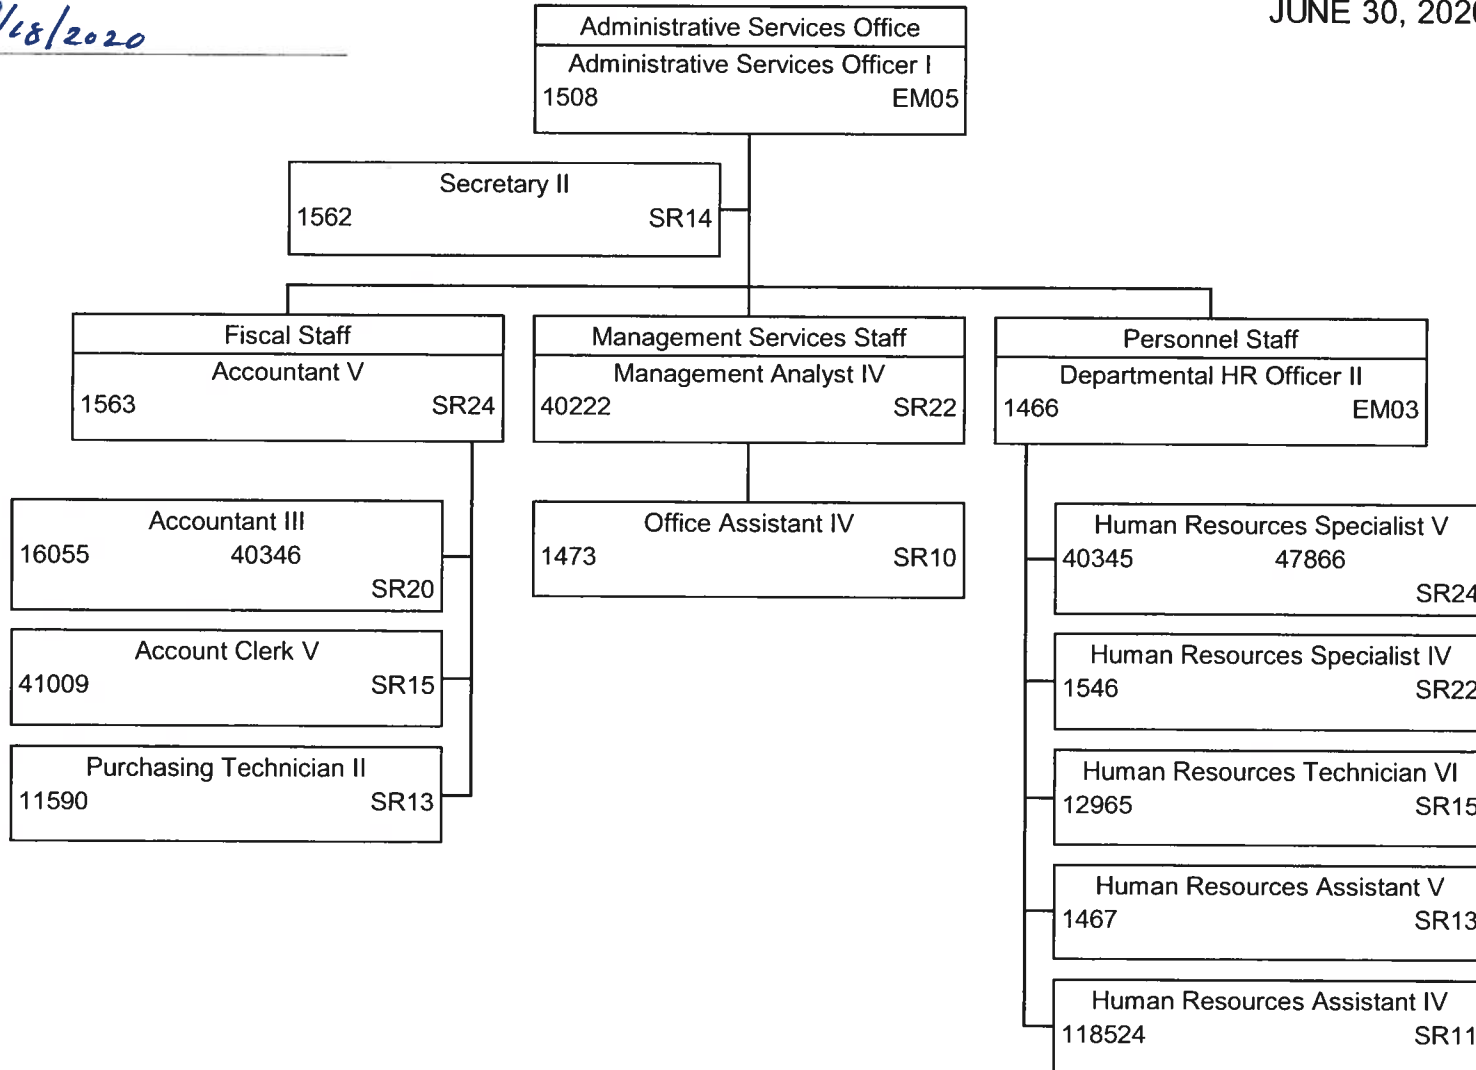 /18/2020
JUNE 30, 2020
Administrative Services Office
Administrative Services Officer I
1508 EM05
Secretary II
1562 SR14
Fiscal Staff
Accountant V
1563 SR24
Management Services Staff
Management Analyst IV
40222 SR22
Personnel Staff
Departmental HR Officer II
1466 EM03
Accountant III
16055 40346
SR20
Account Clerk V
41009 SR15
Purchasing Technician II
11590 SR13
Office Assistant IV
1473 SR10
Human Resources Specialist V
40345 47866
SR24
Human Resources Specialist IV
1546 SR22
Human Resources Technician VI
12965 SR15
Human Resources Assistant V
1467 SR13
Human Resources Assistant IV
118524 SR11